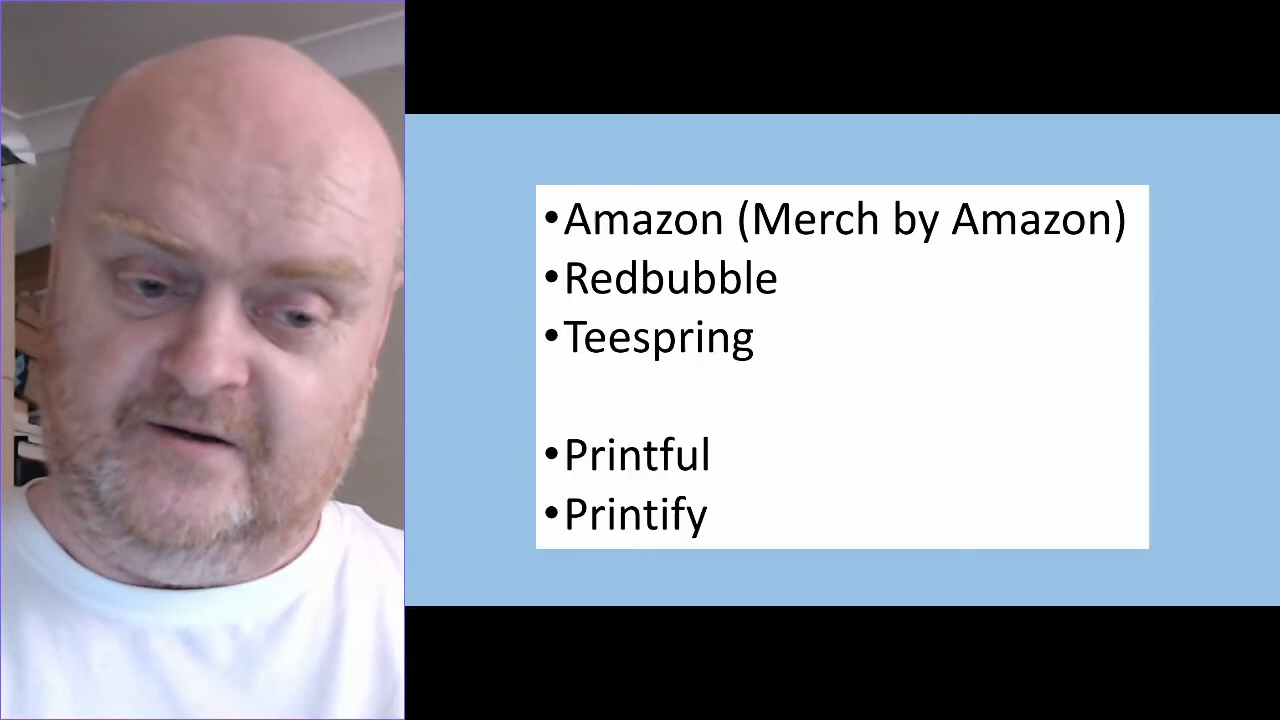 •Amazon (Merch by Amazon)
•Redbubble
•Teespring
•Printful
•Printify